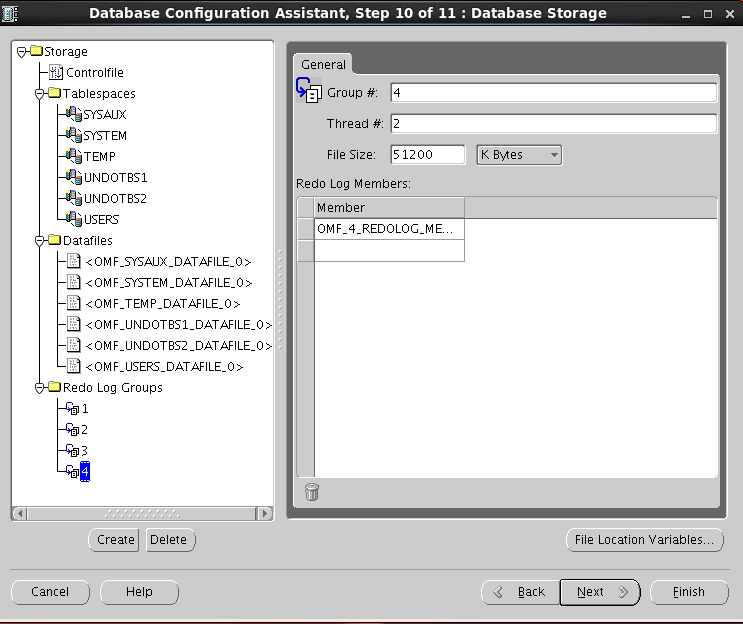 Database Configuration Assistant, Step 10 of 11 : Database Storage
Storage
Controlfile
Tablespaces
SYSAUX
SYSTEM
TEMP
UNDOTBS1
UNDOTBS2
USERS
Datafiles
<OMF_SYSAUX_DATAFILE_0>
<OMF_SYSTEM_DATAFILE_0>
<OMF_TEMP_DATAFILE_0>
<OMF_UNDOTBS1_DATAFILE_0>
<OMF_UNDOTBS2_DATAFILE_0>
<OMF_USERS_DATAFILE_0>
Redo Log Groups
1
2
3
4
Create Delete
General
Group #: 4
Thread #: 2
File Size: 51200 K Bytes
Redo Log Members:
Member
OMF_4_REDOLOG_ME...
File Location Variables...
Cancel Help Back Next Finish